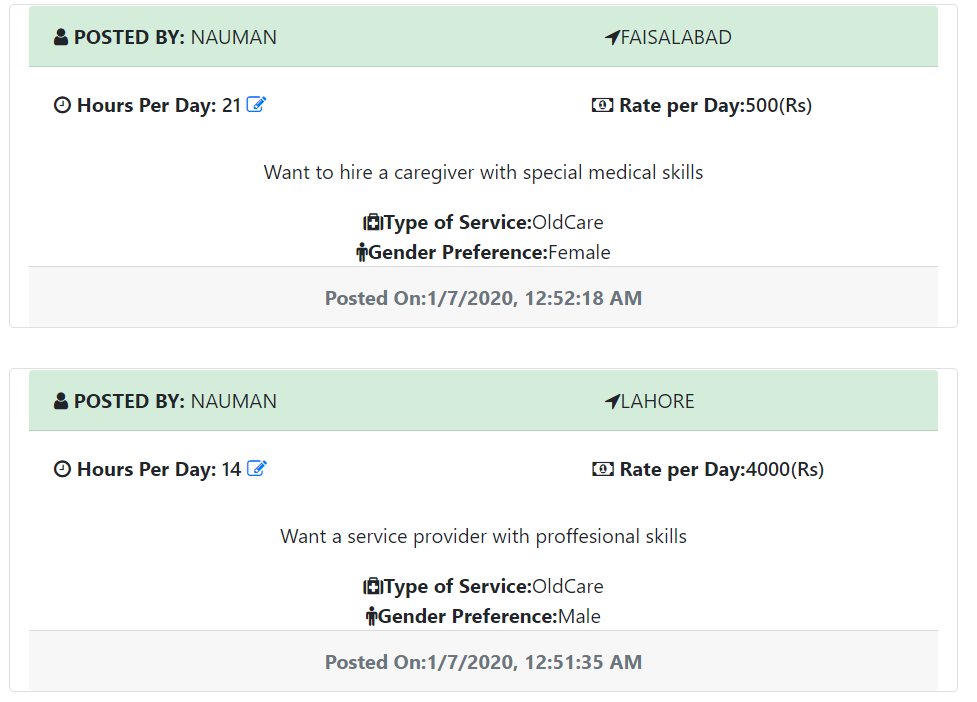 POSTED BY: NAUMAN FAISALABAD
Hours Per Day: 21 Rate per Day:500(Rs)
Want to hire a caregiver with special medical skills
Type of Service:OldCare
Gender Preference:Female
Posted On:1/7/2020, 12:52:18 AM
POSTED BY: NAUMAN LAHORE
Hours Per Day: 14 Rate per Day:4000(Rs)
Want a service provider with proffesional skills
Type of Service:OldCare
Gender Preference:Male
Posted On:1/7/2020, 12:51:35 AM